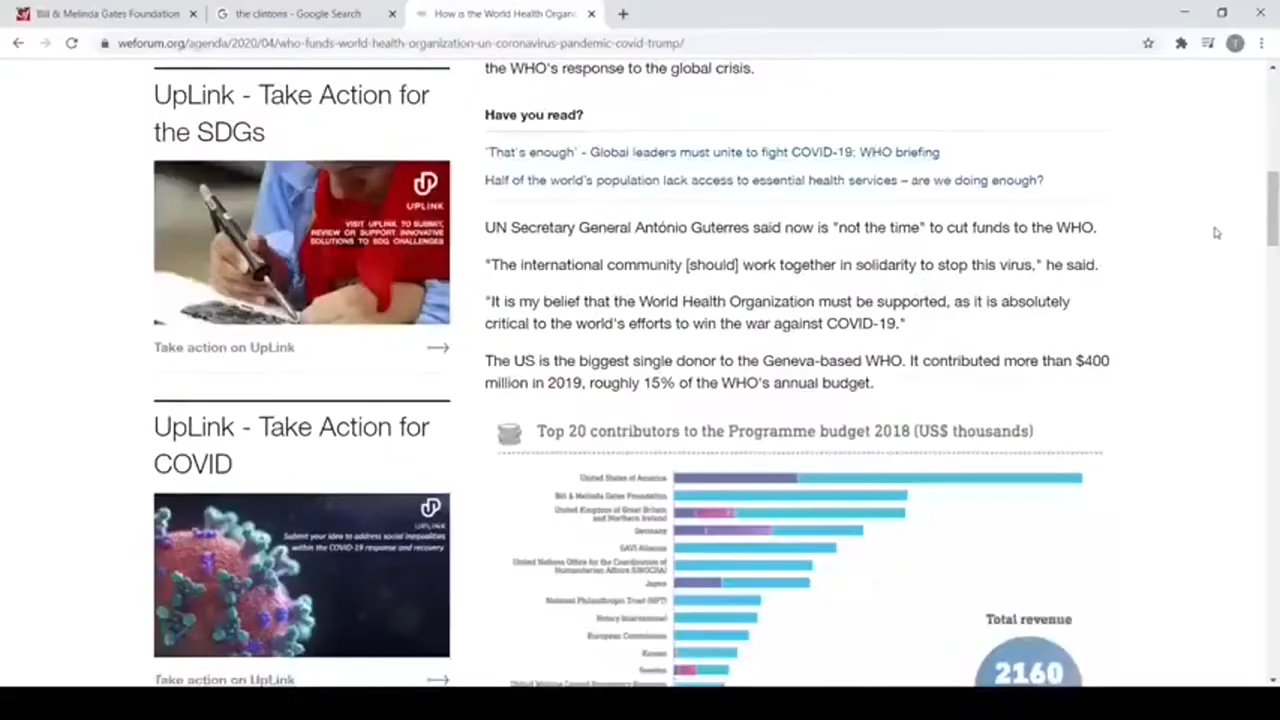 Bill & Melinda Gates Foundation
the clintons - Google Search
How is the World Health Organi
weforum.org/agenda/2020/04/who-funds-world-health-organization-un-coronavirus-pandemic-covid-trump/
T
UpLink - Take Action for
the SDGs
UPLINK
VISIT UPLINK TO SUBMIT,
REVIEW OR SUPPORT INNOVATIVE
SOLUTIONS TO SDG CHALLENGES
Take action on UpLink
UpLink - Take Action for
COVID
UPLINK
Submit your idea to address social inequalities
within the COVID-19 response and recovery.
Take action on UpLink
the WHO's response to the global crisis.
Have you read?
'That's enough' - Global leaders must unite to fight COVID-19: WHO briefing
Half of the world's population lack access to essential health services – are we doing enough?
UN Secretary General António Guterres said now is "not the time" to cut funds to the WHO.
"The international community [should] work together in solidarity to stop this virus," he said.
"It is my belief that the World Health Organization must be supported, as it is absolutely
critical to the world's efforts to win the war against COVID-19."
The US is the biggest single donor to the Geneva-based WHO. It contributed more than $400
million in 2019, roughly 15% of the WHO's annual budget.
Top 20 contributors to the Programme budget 2018 (US$ thousands)
United States of America
Bill & Melinda Gates Foundation
United Kingdom of Great Britain
and Northern Ireland
Germany
GAVI Alliance
United Nations Office for the Coordination of
Humanitarian Affairs (UNOCHA)
Japan
National Philanthropic Trust (NPT)
Rotary International
European Commission
Korea
Sweden
Total revenue
2160